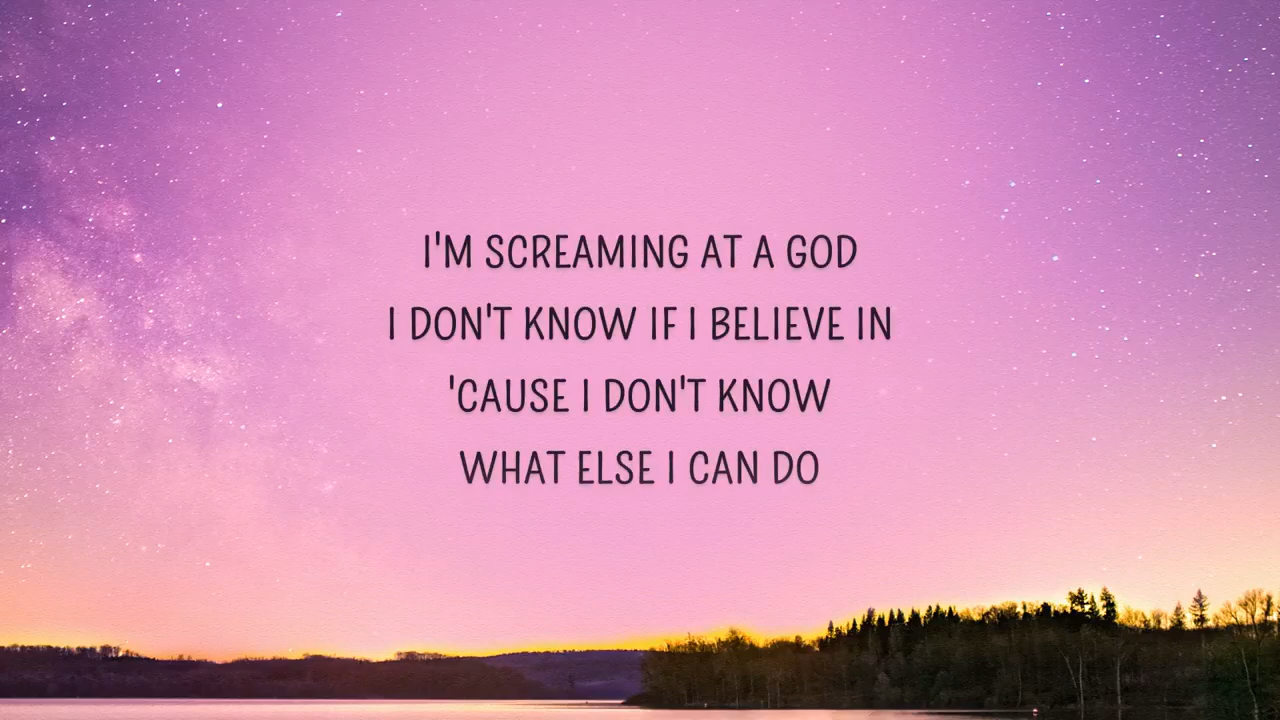 I'M SCREAMING AT A GOD
I DON'T KNOW IF I BELIEVE IN
'CAUSE I DON'T KNOW
WHAT ELSE I CAN DO